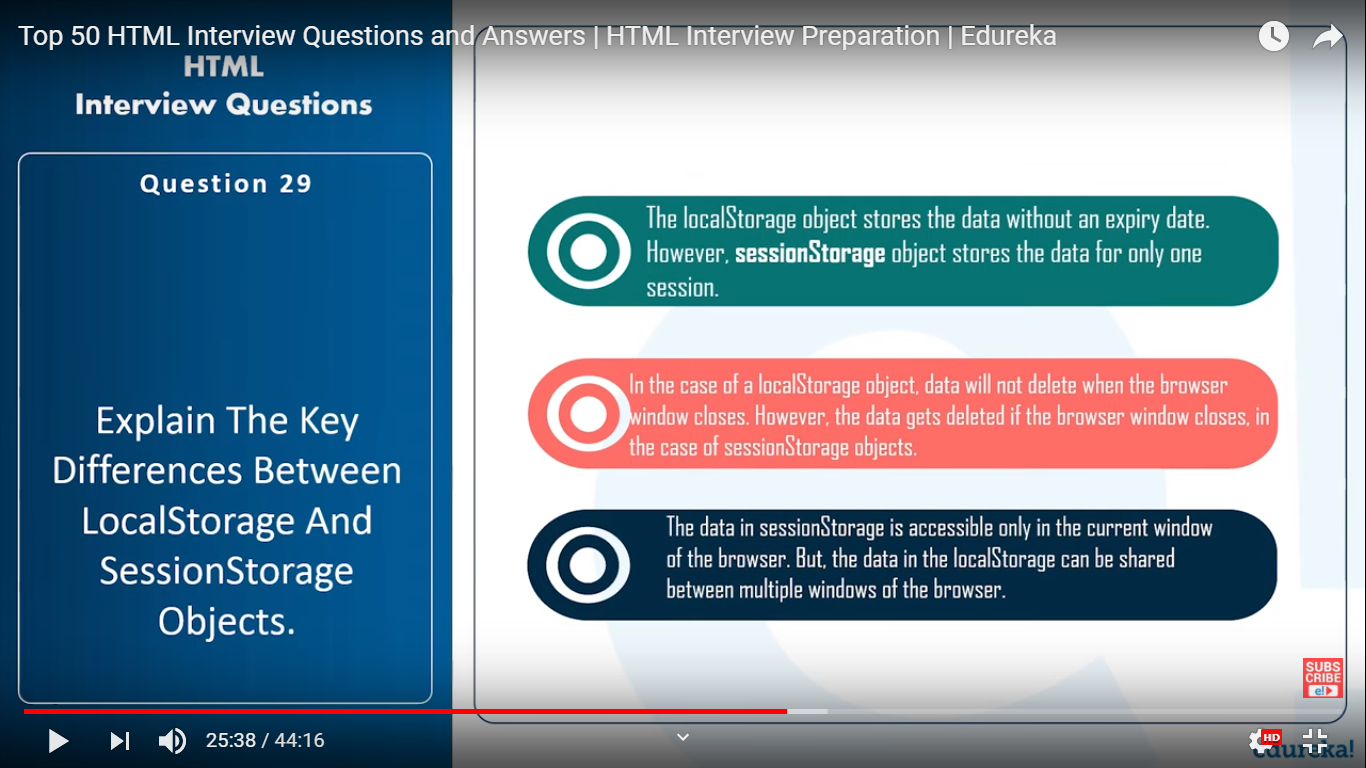 Top 50 HTML Interview Questions and Answers | HTML Interview Preparation | Edureka
HTML
Interview Questions
Question 29
Explain The Key
Differences Between
LocalStorage And
SessionStorage
Objects.
The localStorage object stores the data without an expiry date.
However, sessionStorage object stores the data for only one
session.
In the case of a localStorage object, data will not delete when the browser
window closes. However, the data gets deleted if the browser window closes, in
the case of sessionStorage objects.
The data in sessionStorage is accessible only in the current window
of the browser. But, the data in the localStorage can be shared
between multiple windows of the browser.
SUBS
CRIBE
e!
25:38 / 44:16
HD
edureka!